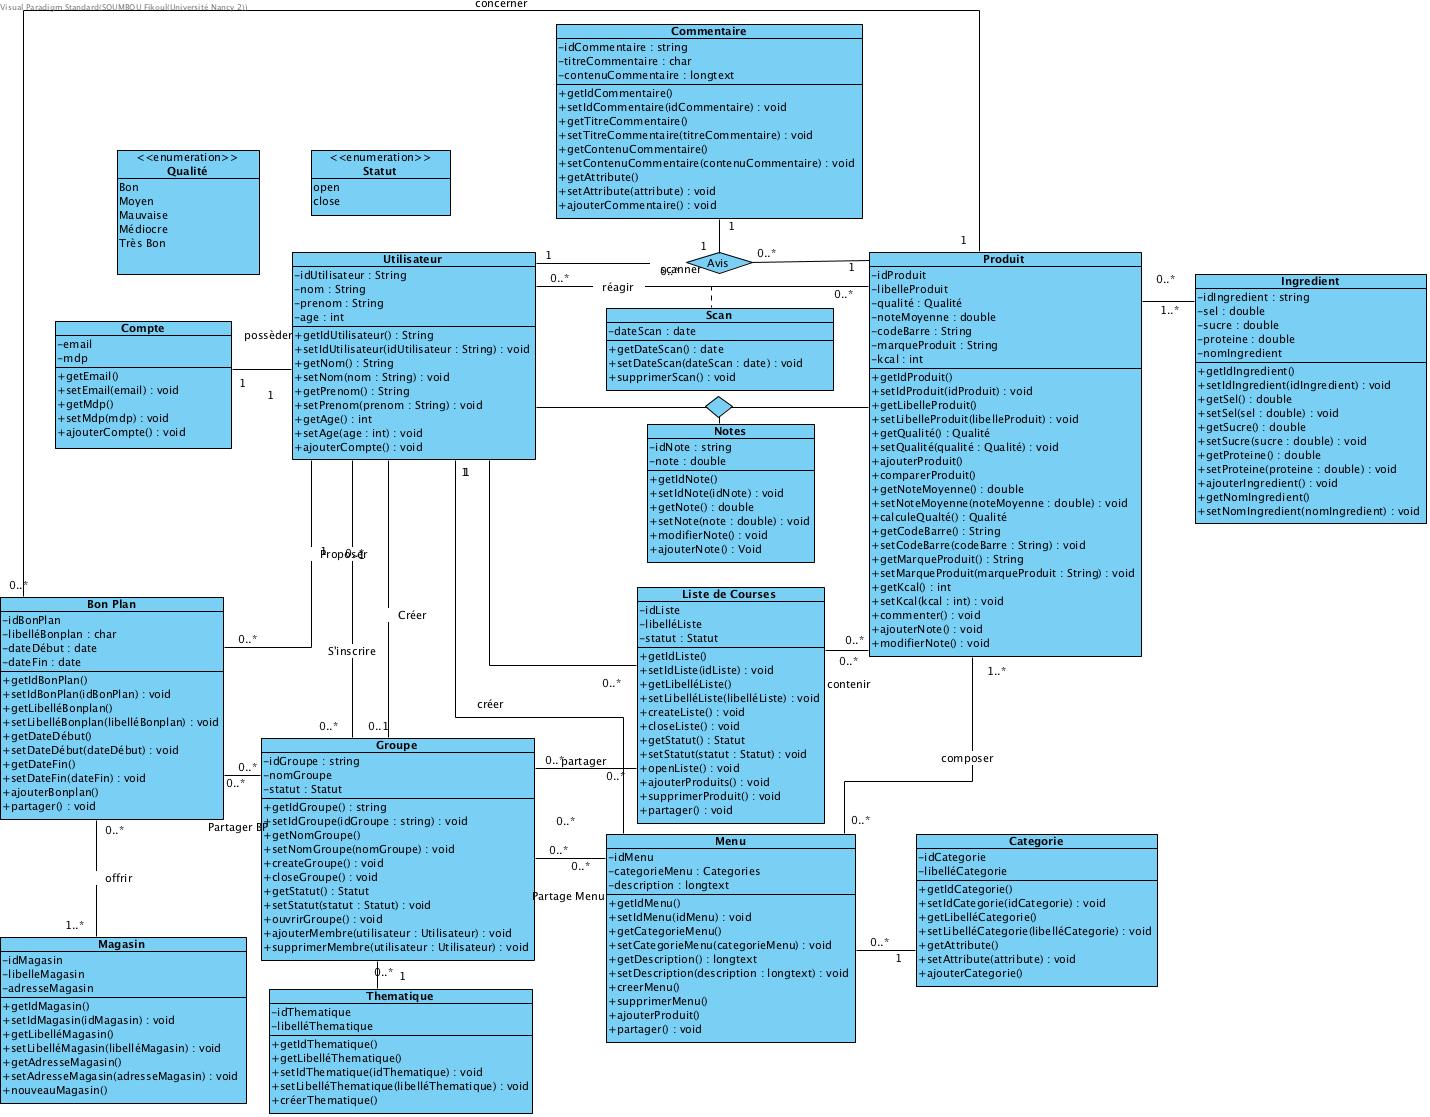 Visual Paradigm Standard(SOUMBOU Fikoul(Université Nancy 2))
concerner
Commentaire
-idCommentaire : string
-titreCommentaire : char
-contenuCommentaire : longtext
+getIdCommentaire()
+setIdCommentaire(idCommentaire) : void
+getTitreCommentaire()
+setTitreCommentaire(titreCommentaire) : void
+getContenuCommentaire()
+setContenuCommentaire(contenuCommentaire) : void
+getAttribute()
+setAttribute(attribute) : void
+ajouterCommentaire() : void
<<enumeration>>
Qualité
Bon
Moyen
Mauvaise
Médiocre
Très Bon
<<enumeration>>
Statut
open
close
1
1
Avis
0..*
1
1
1
scanner
0..*
réagir
0..*
Utilisateur
-idUtilisateur : String
-nom : String
-prenom : String
-age : int
+getIdUtilisateur() : String
+setIdUtilisateur(idUtilisateur : String) : void
+getNom() : String
+setNom(nom : String) : void
+getPrenom() : String
+setPrenom(prenom : String) : void
+getAge() : int
+setAge(age : int) : void
+ajouterCompte() : void
Compte
-email
-mdp
+getEmail()
+setEmail(email) : void
+getMdp()
+setMdp(mdp) : void
+ajouterCompte() : void
possèder
1
1
Scan
-dateScan : date
+getDateScan() : date
+setDateScan(dateScan : date) : void
+supprimerScan() : void
Notes
-idNote : string
-note : double
+getIdNote()
+setIdNote(idNote) : void
+getNote() : double
+setNote(note : double) : void
+modifierNote() : void
+ajouterNote() : Void
Produit
-idProduit
-libelleProduit
-qualité : Qualité
-noteMoyenne : double
-codeBarre : String
-marqueProduit : String
-kcal : int
+getIdProduit()
+setIdProduit(idProduit) : void
+getLibelleProduit()
+setLibelleProduit(libelleProduit) : void
+getQualité() : Qualité
+setQualité(qualité : Qualité) : void
+ajouterProduit()
+comparerProduit()
+getNoteMoyenne() : double
+setNoteMoyenne(noteMoyenne : double) : void
+calculeQualté() : Qualité
+getCodeBarre() : String
+setCodeBarre(codeBarre : String) : void
+getMarqueProduit() : String
+setMarqueProduit(marqueProduit : String) : void
+getKcal() : int
+setKcal(kcal : int) : void
+commenter() : void
+ajouterNote() : void
+modifierNote() : void
0..*
1..*
Ingredient
-idIngredient : string
-sel : double
-sucre : double
-proteine : double
-nomIngredient
+getIdIngredient()
+setIdIngredient(idIngredient) : void
+getSel() : double
+setSel(sel : double) : void
+getSucre() : double
+setSucre(sucre : double) : void
+getProteine() : double
+setProteine(proteine : double) : void
+ajouterIngredient() : void
+getNomIngredient()
+setNomIngredient(nomIngredient) : void
1
Proposer
Créer
S'inscrire
0..*
0..*
0..*
0..1
créer
0..*
Bon Plan
-idBonPlan
-libelléBonplan : char
-dateDébut : date
-dateFin : date
+getIdBonPlan()
+setIdBonPlan(idBonPlan) : void
+getLibelléBonplan()
+setLibelléBonplan(libelléBonplan) : void
+getDateDébut()
+setDateDébut(dateDébut) : void
+getDateFin()
+setDateFin(dateFin) : void
+ajouterBonplan() : void
+partager() : void
Liste de Courses
-idListe
-libelléListe
-statut : Statut
+getIdListe()
+setIdListe(idListe) : void
+getLibelléListe()
+setLibelléListe(libelléListe) : void
+createListe() : void
+closeListe() : void
+getStatut() : Statut
+setStatut(statut : Statut) : void
+openListe() : void
+ajouterProduits() : void
+supprimerProduit() : void
+partager() : void
0..*
0..*
contenir
1..*
composer
0..*
0..*
0..*
Partager BP
Groupe
-idGroupe : string
-nomGroupe
-statut : Statut
+getIdGroupe() : string
+setIdGroupe(idGroupe : string) : void
+getNomGroupe()
+setNomGroupe(nomGroupe) : void
+createGroupe() : void
+closeGroupe() : void
+getStatut() : Statut
+setStatut(statut : Statut) : void
+ouvrirGroupe() : void
+ajouterMembre(utilisateur : Utilisateur) : void
+supprimerMembre(utilisateur : Utilisateur) : void
0..*
partager
0..*
0..*
0..*
0..*
Partage Menu
Menu
-idMenu
-categorieMenu : Categories
-description : longtext
+getIdMenu()
+setIdMenu(idMenu) : void
+getCategorieMenu()
+setCategorieMenu(categorieMenu) : void
+getDescription() : longtext
+setDescription(description : longtext) : void
+creerMenu()
+supprimerMenu()
+ajouterProduit()
+partager() : void
0..*
1
Categorie
-idCategorie
-libelléCategorie
+getIdCategorie()
+setIdCategorie(idCategorie) : void
+getLibelléCategorie()
+setLibelléCategorie(libelléCategorie) : void
+getAttribute()
+setAttribute(attribute) : void
+ajouterCategorie()
0..*
offrir
1..*
Magasin
-idMagasin
-libelleMagasin
-adresseMagasin
+getIdMagasin()
+setIdMagasin(idMagasin) : void
+getLibelléMagasin()
+setLibelléMagasin(libelléMagasin) : void
+getAdresseMagasin()
+setAdresseMagasin(adresseMagasin) : void
+nouveauMagasin()
0..*
1
Thematique
-idThematique
-libelléThematique
+getIdThematique()
+getLibelléThematique()
+setIdThematique(idThematique) : void
+setLibelléThematique(libelléThematique) : void
+créerThematique()